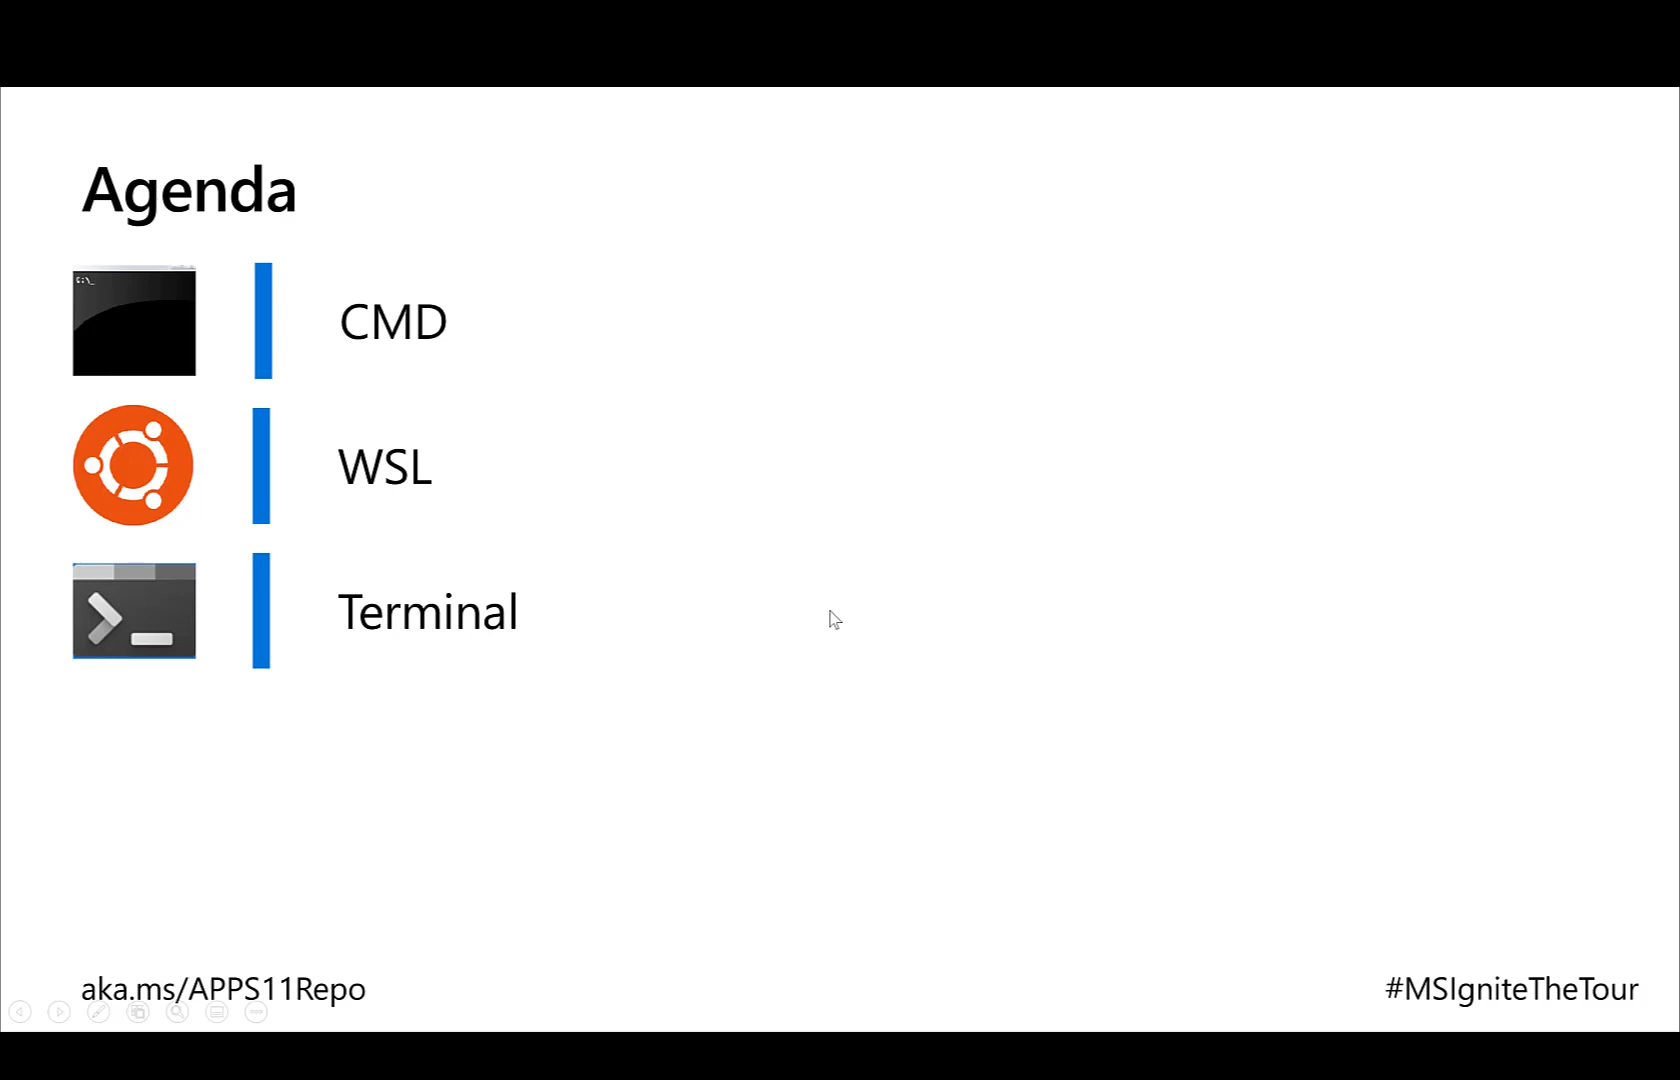 Agenda
C:\_
CMD
WSL
Terminal
aka.ms/APPS11Repo
#MSIgniteTheTour